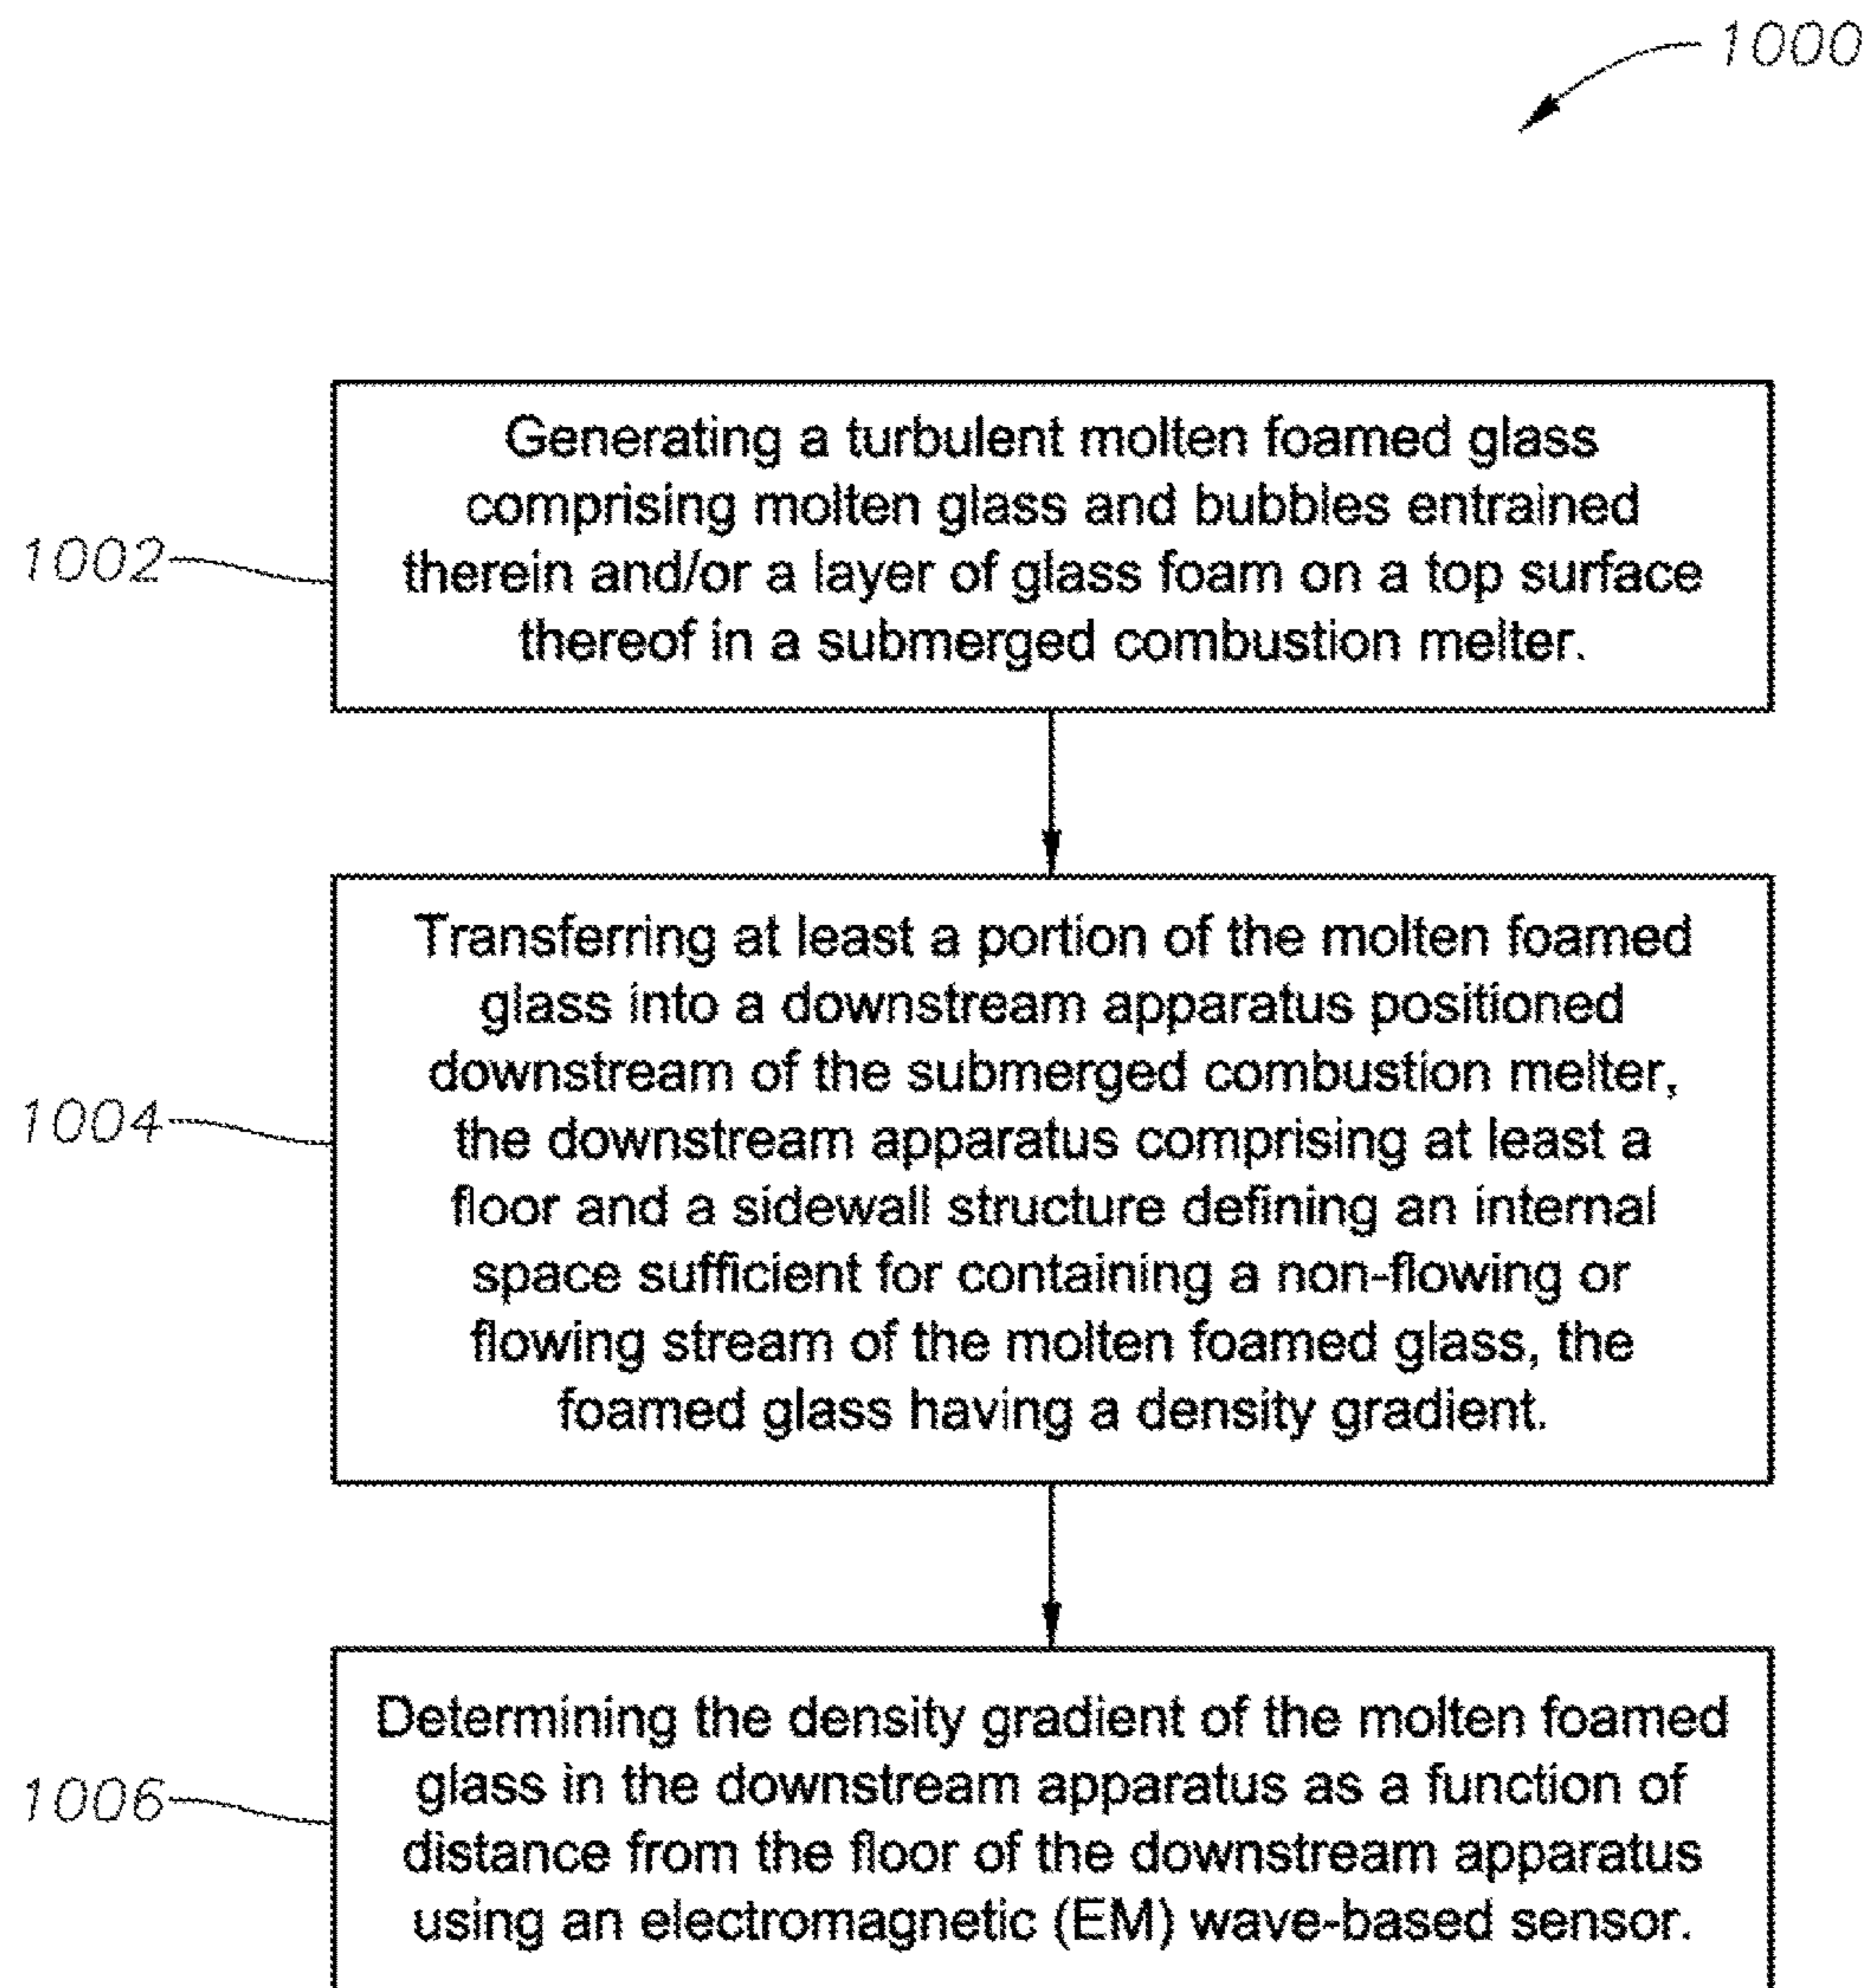 1000
Generating a turbulent molten foamed glass
comprising molten glass and bubbles entrained
therein and/or a layer of glass foam on a top surface
thereof in a submerged combustion melter.
1002
Transferring at least a portion of the molten foamed
glass into a downstream apparatus positioned
downstream of the submerged combustion melter,
the downstream apparatus comprising at least a
floor and a sidewall structure defining an internal
space sufficient for containing a non-flowing or
flowing stream of the molten foamed glass, the
foamed glass having a density gradient.
1004
Determining the density gradient of the molten foamed
glass in the downstream apparatus as a function of
distance from the floor of the downstream apparatus
using an electromagnetic (EM) wave-based sensor.
1006